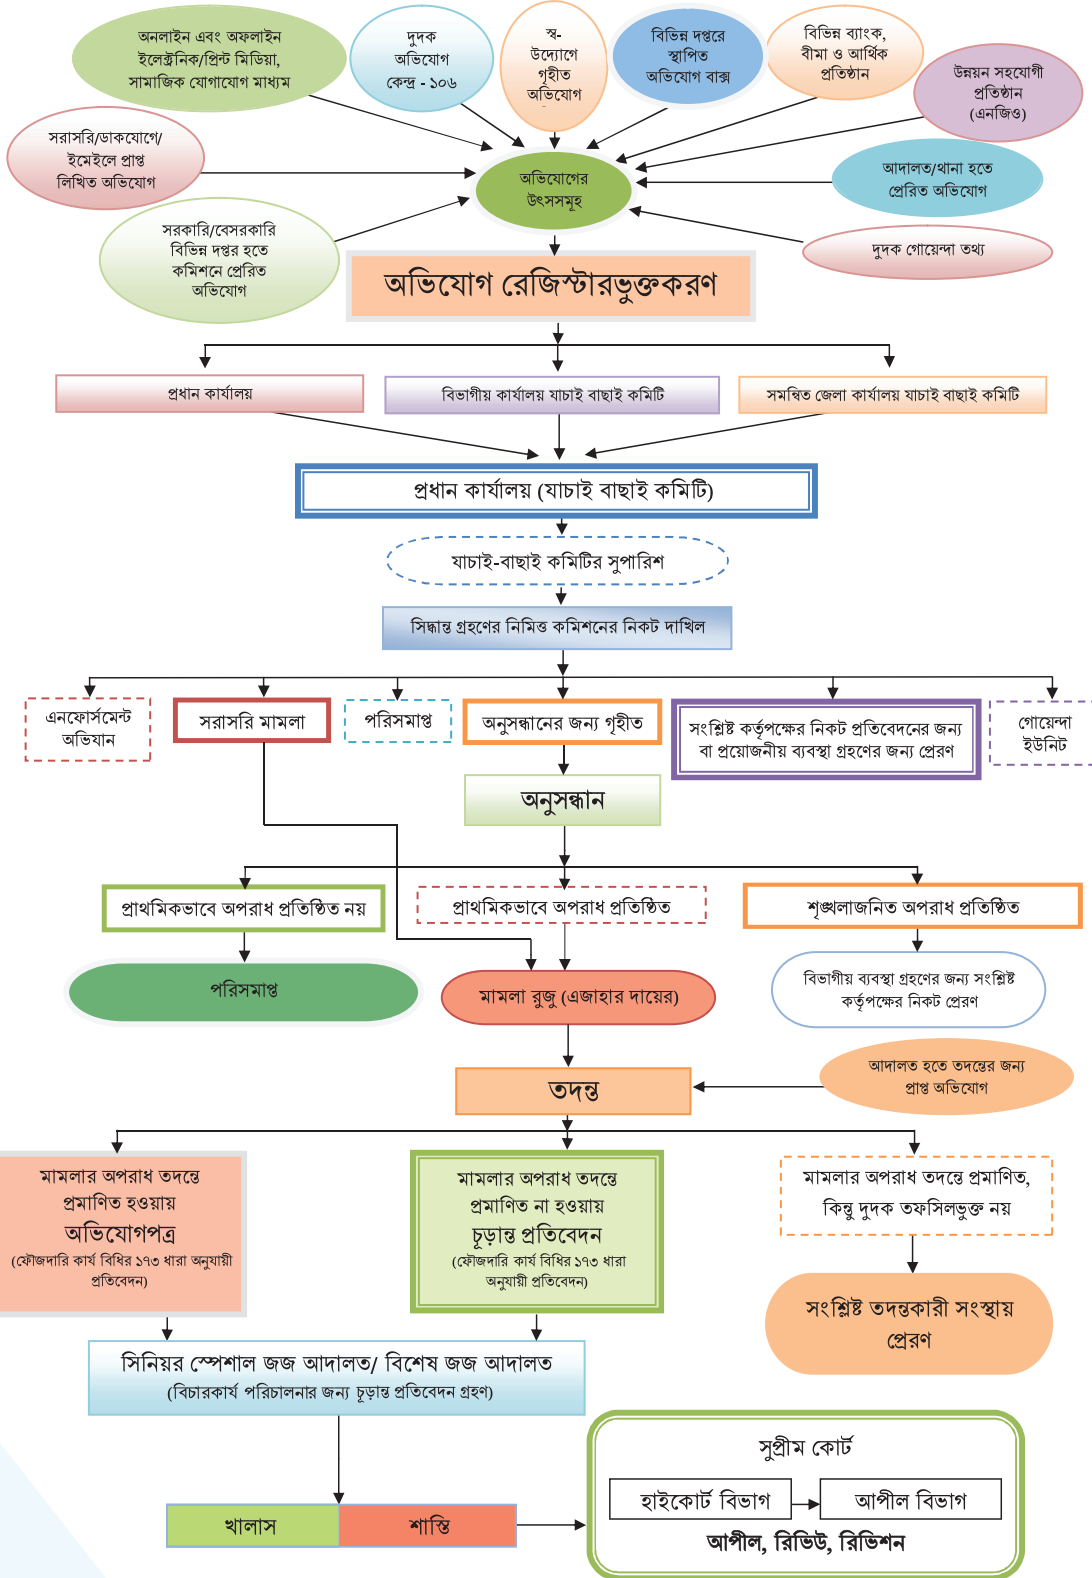 অনলাইন এবং অফলাইন
ইলেক্ট্রনিক/প্রিন্ট মিডিয়া,
সামাজিক যোগাযোগ মাধ্যম
দুদক
অভিযোগ
কেন্দ্র - ১০৬
স্ব-
উদ্যোগে
গৃহীত
অভিযোগ
বিভিন্ন দপ্তরে
স্থাপিত
অভিযোগ বাক্স
বিভিন্ন ব্যাংক,
বীমা ও আর্থিক
প্রতিষ্ঠান
উন্নয়ন সহযোগী
প্রতিষ্ঠান
(এনজিও)
সরাসরি/ডাকযোগে/
ইমেইলে প্রাপ্ত
লিখিত অভিযোগ
অভিযোগের
উৎসসমূহ
আদালত/থানা হতে
প্রেরিত অভিযোগ
সরকারি/বেসরকারি
বিভিন্ন দপ্তর হতে
কমিশনে প্রেরিত
অভিযোগ
দুদক গোয়েন্দা তথ্য
অভিযোগ রেজিস্টারভুক্তকরণ
প্রধান কার্যালয়
বিভাগীয় কার্যালয় যাচাই বাছাই কমিটি
সমন্বিত জেলা কার্যালয় যাচাই বাছাই কমিটি
প্রধান কার্যালয় (যাচাই বাছাই কমিটি)
যাচাই-বাছাই কমিটির সুপারিশ
সিদ্ধান্ত গ্রহণের নিমিত্ত কমিশনের নিকট দাখিল
এনফোর্সমেন্ট
অভিযান
সরাসরি মামলা
পরিসমাপ্ত
অনুসন্ধানের জন্য গৃহীত
সংশ্লিষ্ট কর্তৃপক্ষের নিকট প্রতিবেদনের জন্য
বা প্রয়োজনীয় ব্যবস্থা গ্রহণের জন্য প্রেরণ
গোয়েন্দা
ইউনিট
অনুসন্ধান
প্রাথমিকভাবে অপরাধ প্রতিষ্ঠিত নয়
প্রাথমিকভাবে অপরাধ প্রতিষ্ঠিত
শৃঙ্খলাজনিত অপরাধ প্রতিষ্ঠিত
পরিসমাপ্ত
মামলা রুজু (এজাহার দায়ের)
বিভাগীয় ব্যবস্থা গ্রহণের জন্য সংশ্লিষ্ট
কর্তৃপক্ষের নিকট প্রেরণ
তদন্ত
আদালত হতে তদন্তের জন্য
প্রাপ্ত অভিযোগ
মামলার অপরাধ তদন্তে
প্রমাণিত হওয়ায়
অভিযোগপত্র
(ফৌজদারি কার্য বিধির ১৭৩ ধারা অনুযায়ী
প্রতিবেদন)
মামলার অপরাধ তদন্তে
প্রমাণিত না হওয়ায়
চূড়ান্ত প্রতিবেদন
(ফৌজদারি কার্য বিধির ১৭৩ ধারা
অনুযায়ী প্রতিবেদন)
মামলার অপরাধ তদন্তে প্রমাণিত,
কিন্তু দুদক তফসিলভুক্ত নয়
সংশ্লিষ্ট তদন্তকারী সংস্থায়
প্রেরণ
সিনিয়র স্পেশাল জজ আদালত/ বিশেষ জজ আদালত
(বিচারকার্য পরিচালনার জন্য চূড়ান্ত প্রতিবেদন গ্রহণ)
খালাস
শাস্তি
সুপ্রীম কোর্ট
হাইকোর্ট বিভাগ
আপীল বিভাগ
আপীল, রিভিউ, রিভিশন